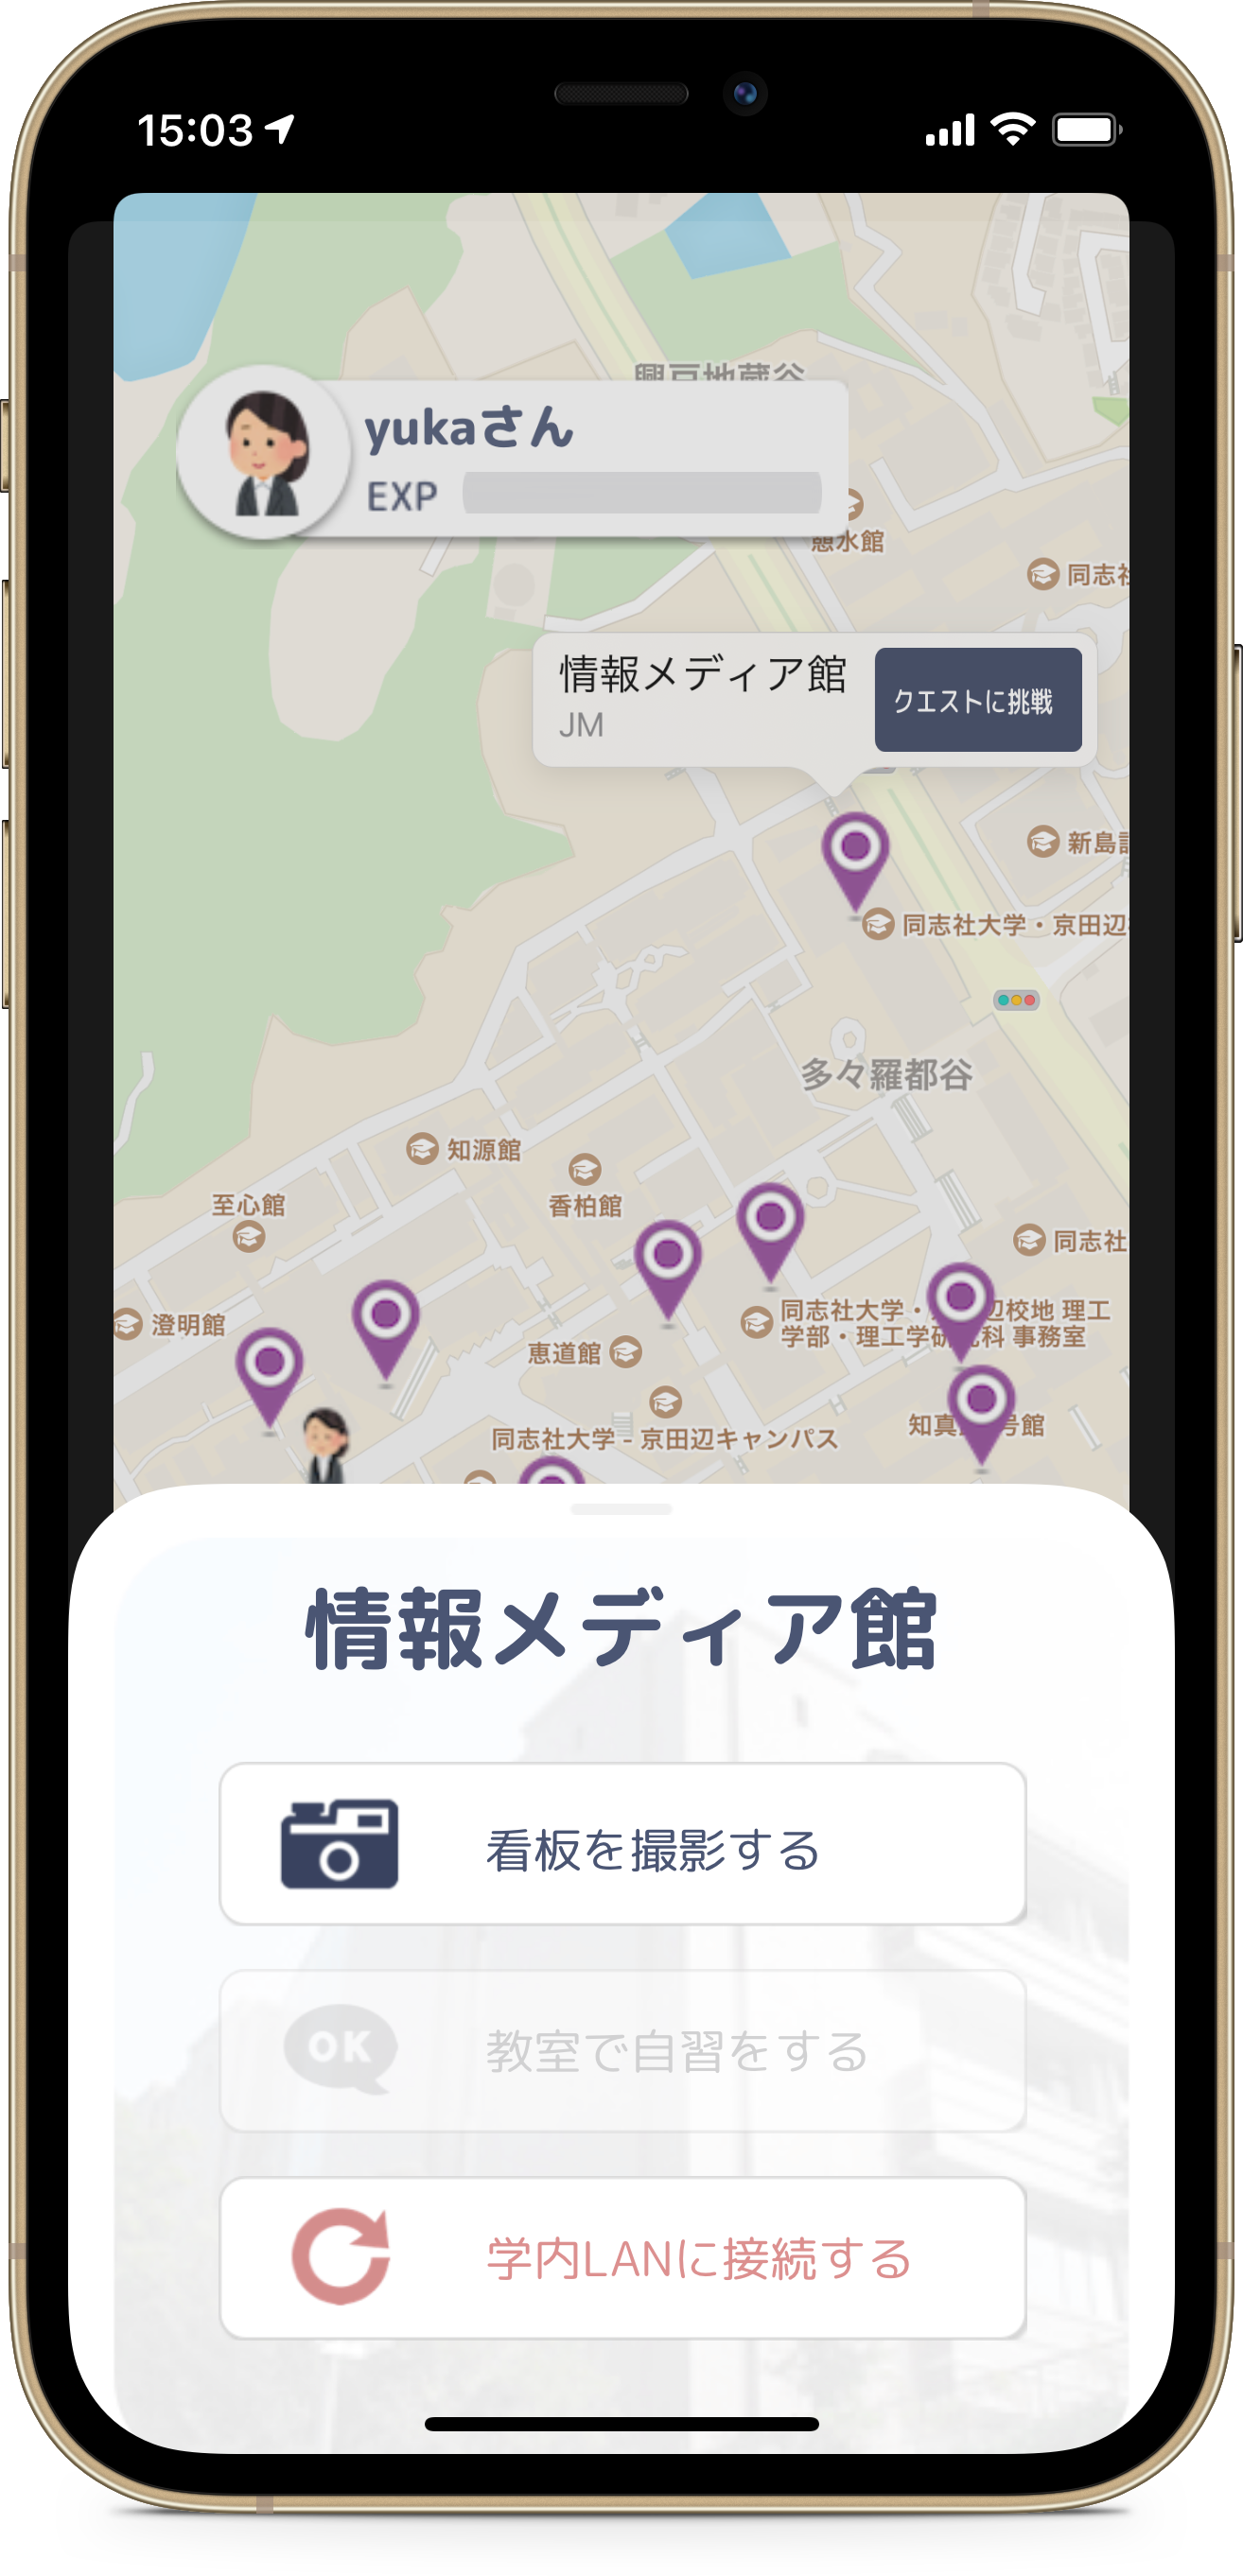 15:03
興戸地蔵谷
yukaさん
EXP
憩水館
同志社
情報メディア館
JM
クエストに挑戦
新島
同志社大学・京田辺
多々羅都谷
知源館
至心館
香柏館
同志社
澄明館
同志社大学・ 辺校地 理工
学部・理工学研究科 事務室
恵道館
知真 号館
同志社大学 - 京田辺キャンパス
情報メディア館
看板を撮影する
OK
教室で自習をする
学内LANに接続する